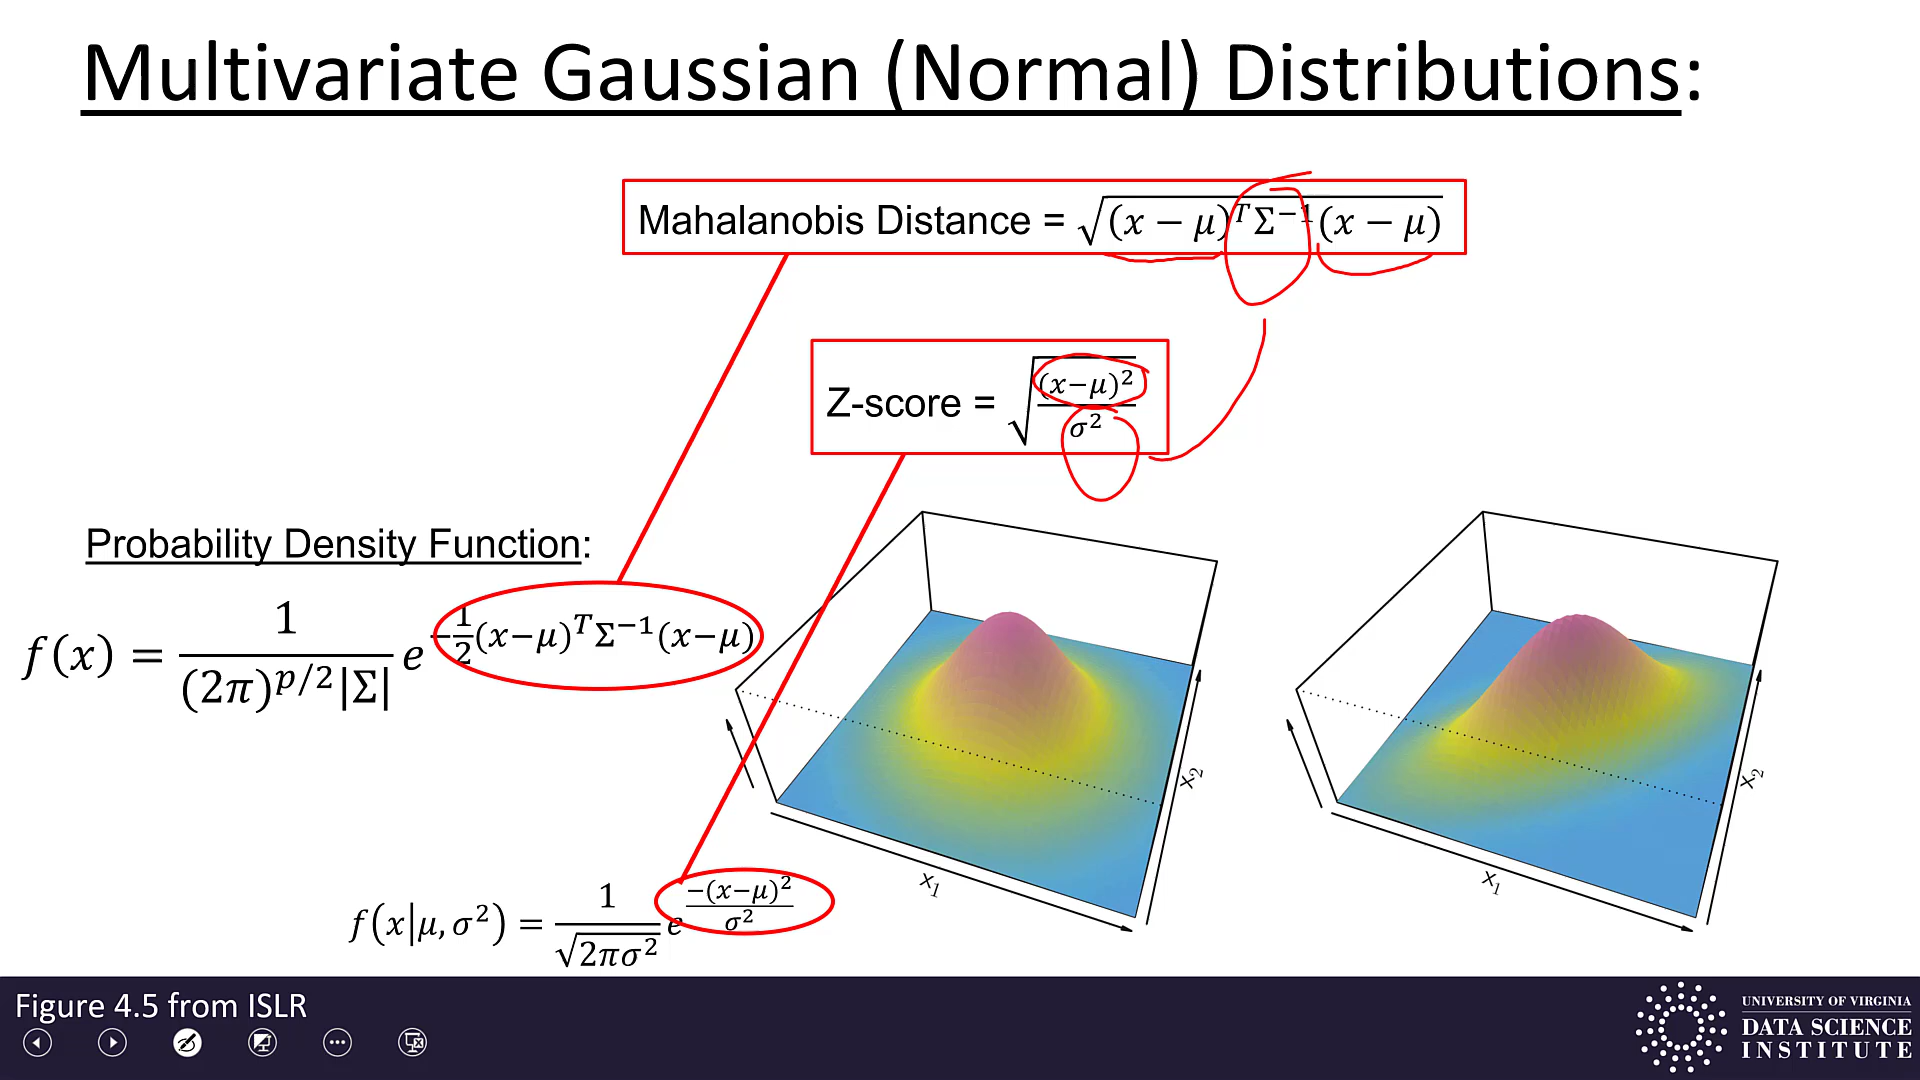 Multivariate Gaussian (Normal) Distributions:
Mahalanobis Distance = √((x − μ)ᵀΣ⁻¹(x − μ))
Z-score = √((x−μ)²/σ²)
Probability Density Function:
f(x) = 1/((2π)^{p/2}|Σ|) e^{−½(x−μ)ᵀΣ⁻¹(x−μ)}
x₂
x₂
x₁
x₁
f(x|μ, σ²) = 1/√(2πσ²) e^{−(x−μ)²/σ²}
Figure 4.5 from ISLR
UNIVERSITY OF VIRGINIA
DATA SCIENCE
INSTITUTE